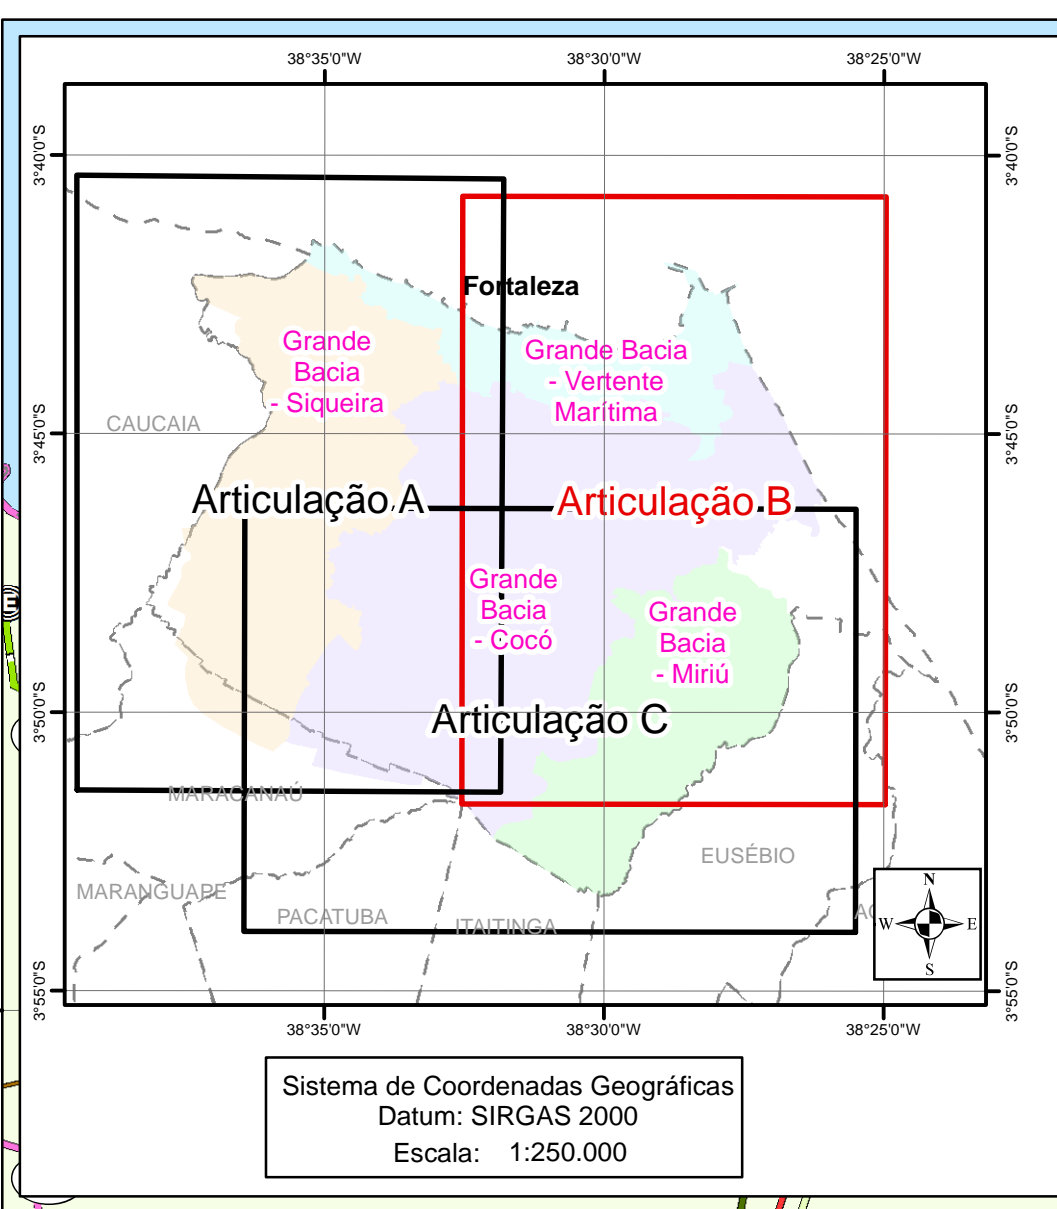 38°35'0"W
38°30'0"W
38°25'0"W
3°40'0"S
3°40'0"S
Fortaleza
Grande
Bacia
- Siqueira
Grande Bacia
- Vertente
Marítima
CAUCAIA
3°45'0"S
3°45'0"S
Articulação A
Articulação B
Grande
Bacia
- Cocó
Grande
Bacia
- Miriú
3°50'0"S
3°50'0"S
Articulação C
MARACANAÚ
EUSÉBIO
MARANGUAPE
PACATUBA
ITAITINGA
N
W
E
S
3°55'0"S
3°55'0"S
38°35'0"W
38°30'0"W
38°25'0"W
Sistema de Coordenadas Geográficas
Datum: SIRGAS 2000
Escala: 1:250.000